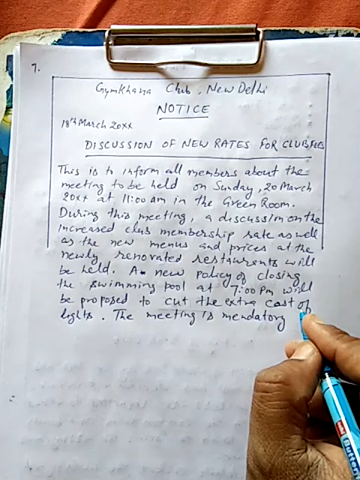 7.
Gymkhana Club, New Delhi
NOTICE
18th March 20xx
DISCUSSION OF NEW RATES FOR CLUB FEES
This is to inform all members about the
meeting to be held on Sunday, 20 March
20xx at 11:00 am in the Green Room.
During this meeting, a discussion on the
increased club membership rate as well
as the new menus and prices at the
newly renovated restaurants will
be held. A new policy of closing
the swimming pool at 7:00 Pm will
be proposed to cut the extra cost of
lights. The meeting is mendatory